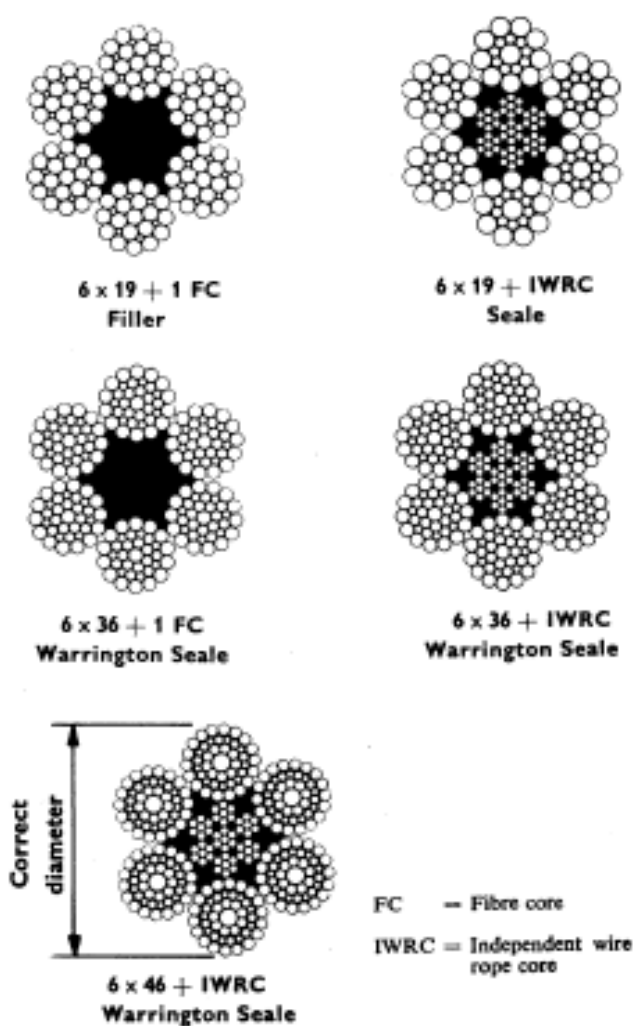 6 x 19 + 1 FC
Filler
6 x 19 + IWRC
Seale
6 x 36 + 1 FC
Warrington Seale
6 x 36 + IWRC
Warrington Seale
Correct
diameter
6 x 46 + IWRC
Warrington Seale
FC – Fibre core
IWRC = Independent wire
rope core